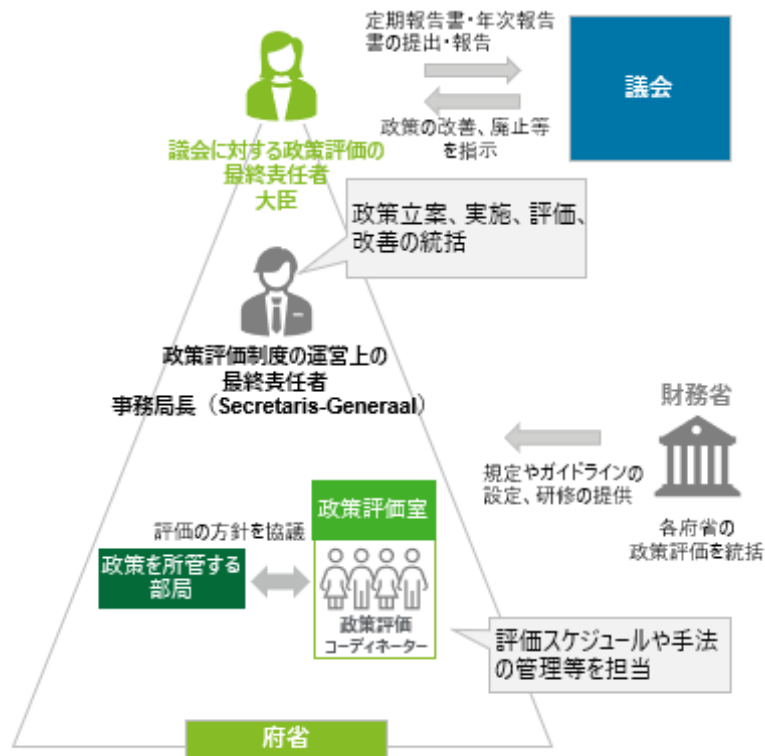 定期報告書・年次報告
書の提出・報告
議会
政策の改善、廃止等
を指示
議会に対する政策評価の
最終責任者
大臣
政策立案、実施、評価、
改善の統括
政策評価制度の運営上の
最終責任者
事務局長（Secretaris-Generaal）
財務省
規定やガイドラインの
設定、研修の提供
各府省の
政策評価を統括
政策評価室
評価の方針を協議
政策を所管する
部局
政策評価
コーディネーター
評価スケジュールや手法
の管理等を担当
府省